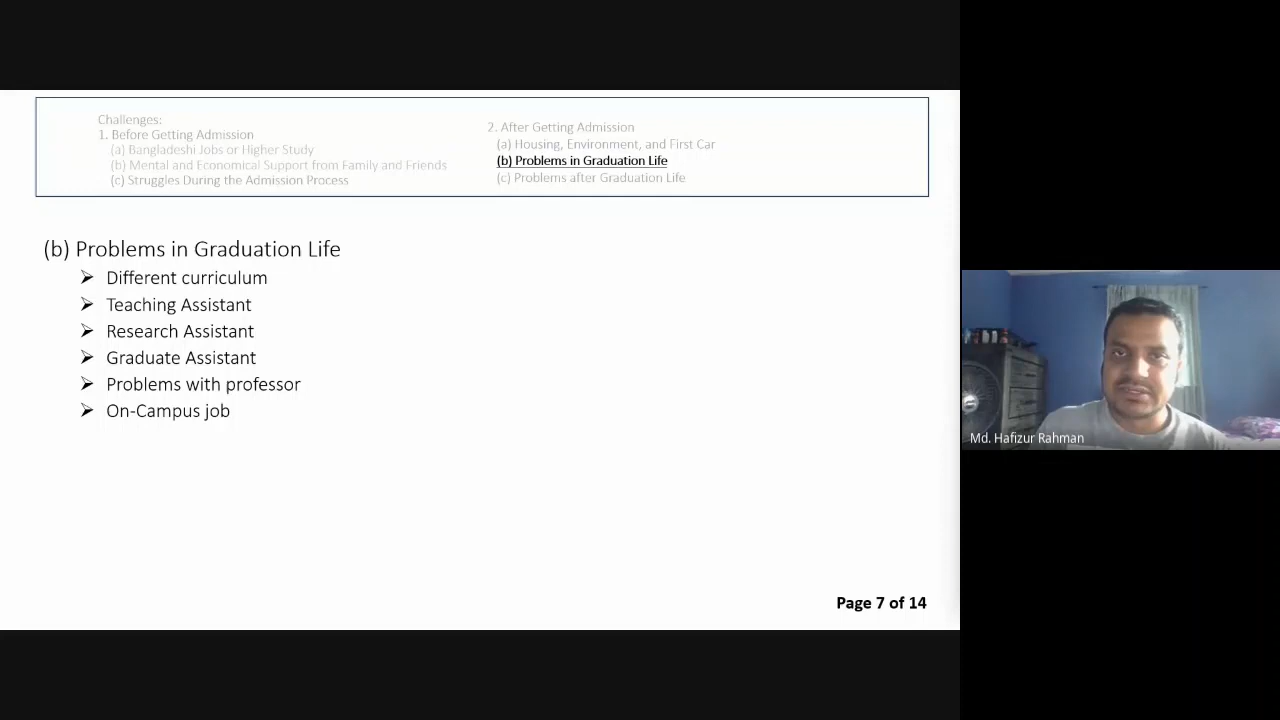 Challenges:
1. Before Getting Admission
(a) Bangladeshi Jobs or Higher Study
(b) Mental and Economical Support from Family and Friends
(c) Struggles During the Admission Process
2. After Getting Admission
(a) Housing, Environment, and First Car
(b) Problems in Graduation Life
(c) Problems after Graduation Life
(b) Problems in Graduation Life
➢ Different curriculum
➢ Teaching Assistant
➢ Research Assistant
➢ Graduate Assistant
➢ Problems with professor
➢ On-Campus job
Page 7 of 14
Md. Hafizur Rahman